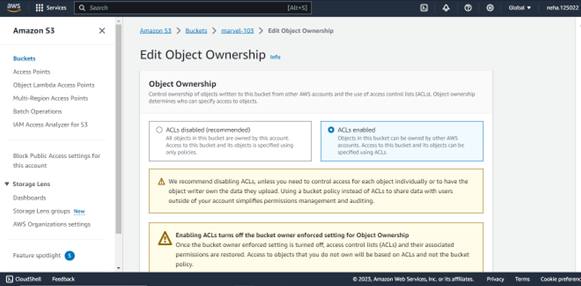 aws
Services
Search
[Alt+S]
Global
neha.125022
Amazon S3
Buckets
Access Points
Object Lambda Access Points
Multi-Region Access Points
Batch Operations
IAM Access Analyzer for S3
Block Public Access settings for
this account
Storage Lens
Dashboards
Storage Lens groups New
AWS Organizations settings
Feature spotlight
Amazon S3 > Buckets > marvel-103 > Edit Object Ownership
Edit Object Ownership Info
Object Ownership
Control ownership of objects written to this bucket from other AWS accounts and the use of access control lists (ACLs). Object ownership
determines who can specify access to objects.
ACLs disabled (recommended)
All objects in this bucket are owned by this account.
Access to this bucket and its objects is specified using
only policies.
ACLs enabled
Objects in this bucket can be owned by other AWS
accounts. Access to this bucket and its objects can be
specified using ACLs.
We recommend disabling ACLs, unless you need to control access for each object individually or to have the
object writer own the data they upload. Using a bucket policy instead of ACLs to share data with users
outside of your account simplifies permissions management and auditing.
Enabling ACLs turns off the bucket owner enforced setting for Object Ownership
Once the bucket owner enforced setting is turned off, access control lists (ACLs) and their associated
permissions are restored. Access to objects that you do not own will be based on ACLs and not the bucket
policy.
CloudShell Feedback
© 2023, Amazon Web Services, Inc. or its affiliates. Privacy Terms Cookie preferenc